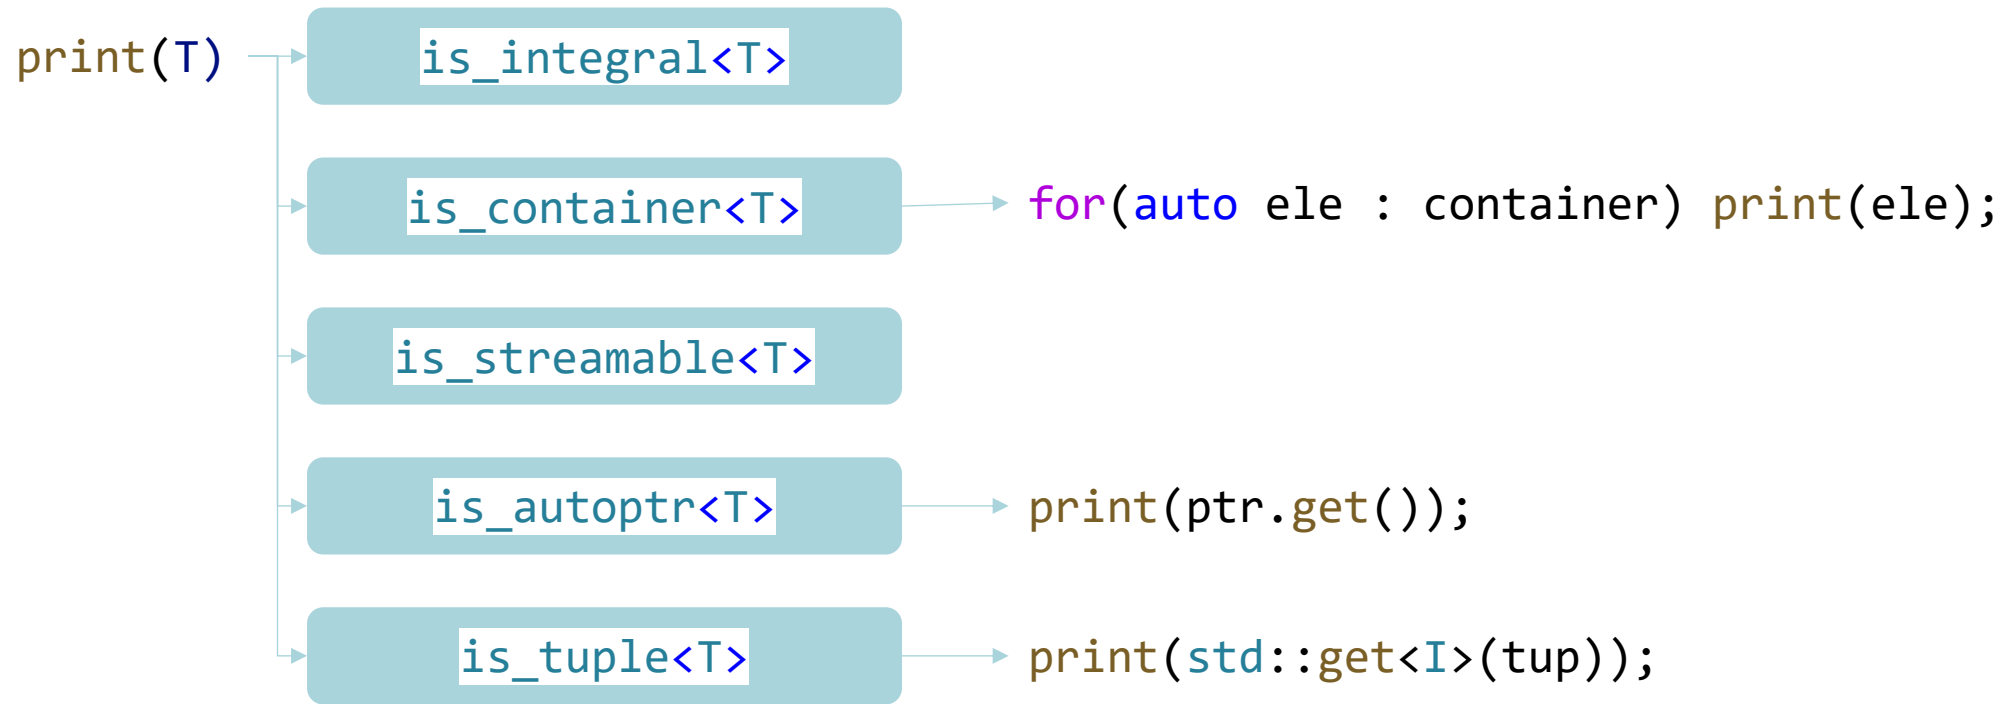 print(T)
is_integral<T>
is_container<T>
for(auto ele : container) print(ele);
is_streamable<T>
is_autoptr<T>
print(ptr.get());
is_tuple<T>
print(std::get<I>(tup));